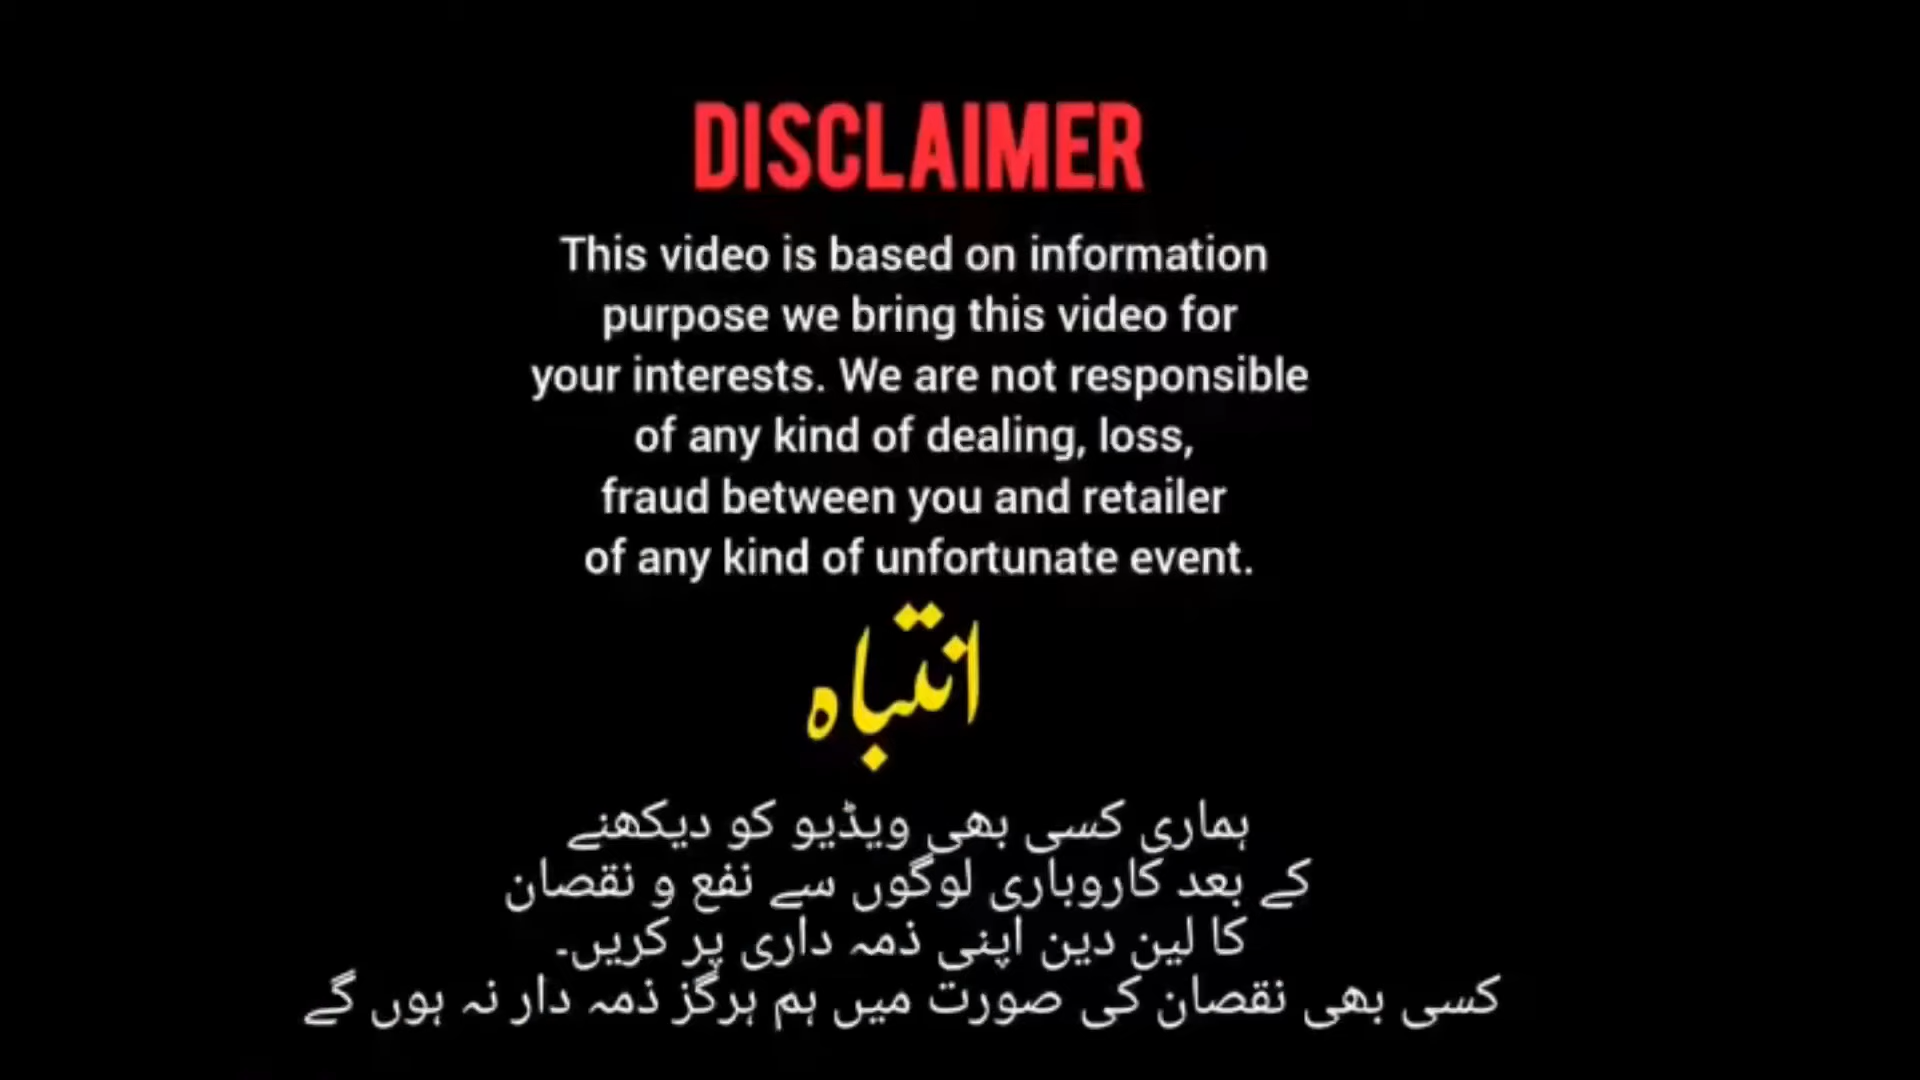 DISCLAIMER
This video is based on information
purpose we bring this video for
your interests. We are not responsible
of any kind of dealing, loss,
fraud between you and retailer
of any kind of unfortunate event.
انتباہ
ہماری کسی بھی ویڈیو کو دیکھنے
کے بعد کاروباری لوگوں سے نفع و نقصان
کا لین دین اپنی ذمہ داری پر کریں۔
کسی بھی نقصان کی صورت میں ہم ہرگز ذمہ دار نہ ہوں گے